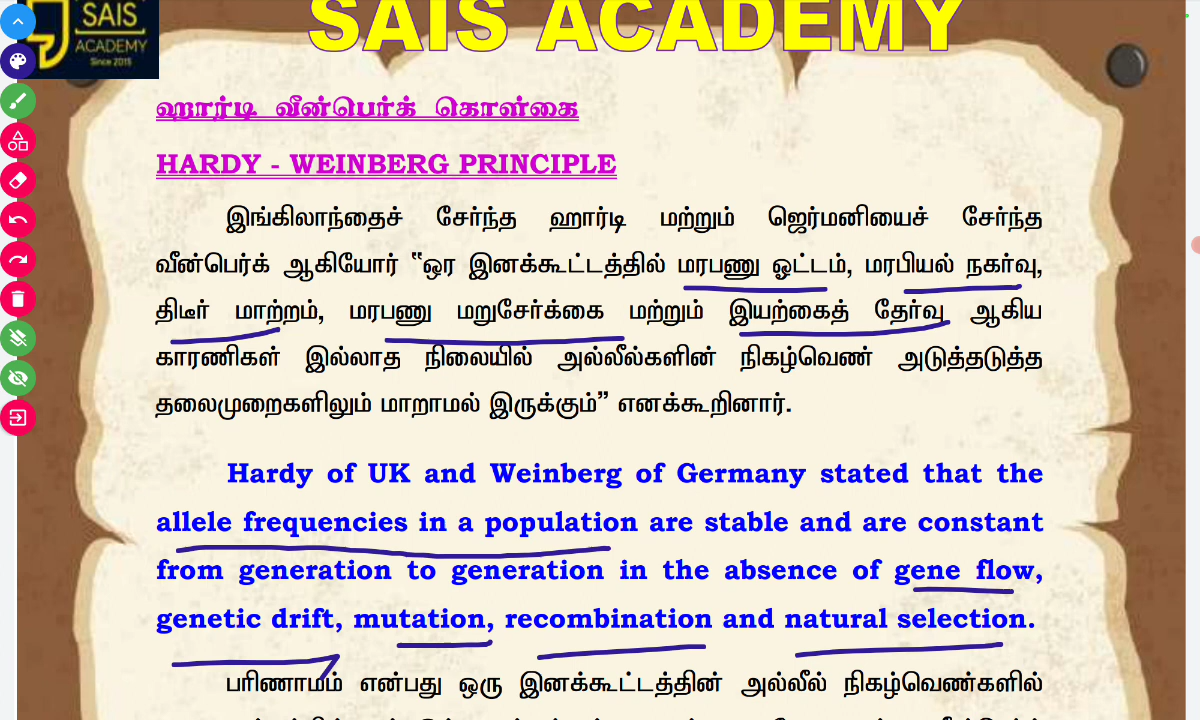 SAIS ACADEMY
SAIS
ACADEMY
Since 2015
ஹார்டி வீன்பெர்க் கொள்கை
HARDY - WEINBERG PRINCIPLE
இங்கிலாந்தைச் சேர்ந்த ஹார்டி மற்றும் ஜெர்மனியைச் சேர்ந்த
வீன்பெர்க் ஆகியோர் “ஒர இனக்கூட்டத்தில் மரபணு ஓட்டம், மரபியல் நகர்வு,
திடீர் மாற்றம், மரபணு மறுசேர்க்கை மற்றும் இயற்கைத் தேர்வு ஆகிய
காரணிகள் இல்லாத நிலையில் அல்லீல்களின் நிகழ்வெண் அடுத்தடுத்த
தலைமுறைகளிலும் மாறாமல் இருக்கும்” எனக்கூறினார்.
Hardy of UK and Weinberg of Germany stated that the
allele frequencies in a population are stable and are constant
from generation to generation in the absence of gene flow,
genetic drift, mutation, recombination and natural selection.
பரிணாமம் என்பது ஒரு இனக்கூட்டத்தின் அல்லீல் நிகழ்வெண்களில்